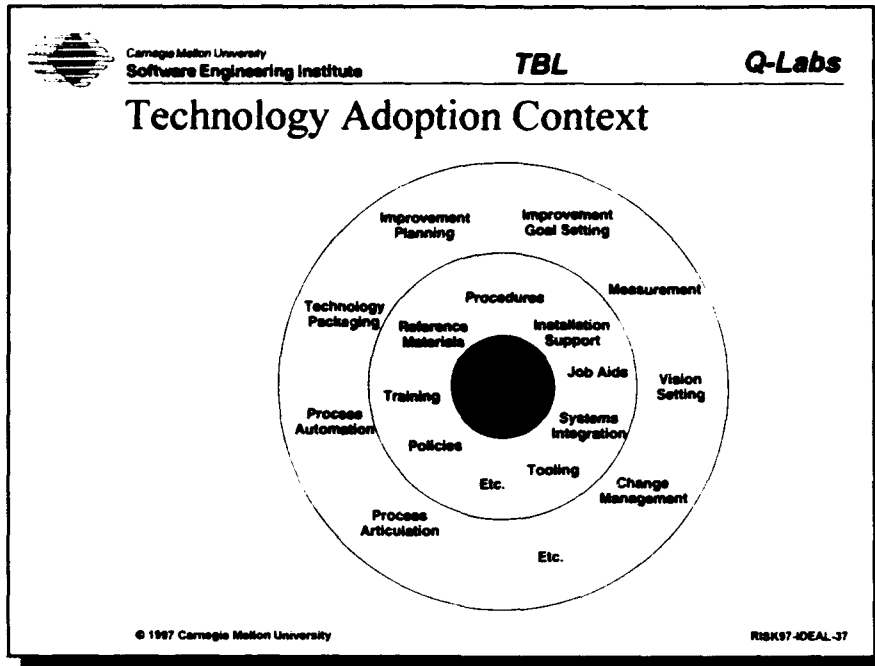 Carnegie Mellon University
Software Engineering Institute
TBL
Q-Labs
Technology Adoption Context
Improvement
Planning
Improvement
Goal Setting
Measurement
Vision
Setting
Change
Management
Etc.
Process
Articulation
Process
Automation
Technology
Packaging
Procedures
Installation
Support
Job Aids
Systems
Integration
Tooling
Etc.
Policies
Training
Reference
Materials
© 1997 Carnegie Mellon University
RISK97-IDEAL-37